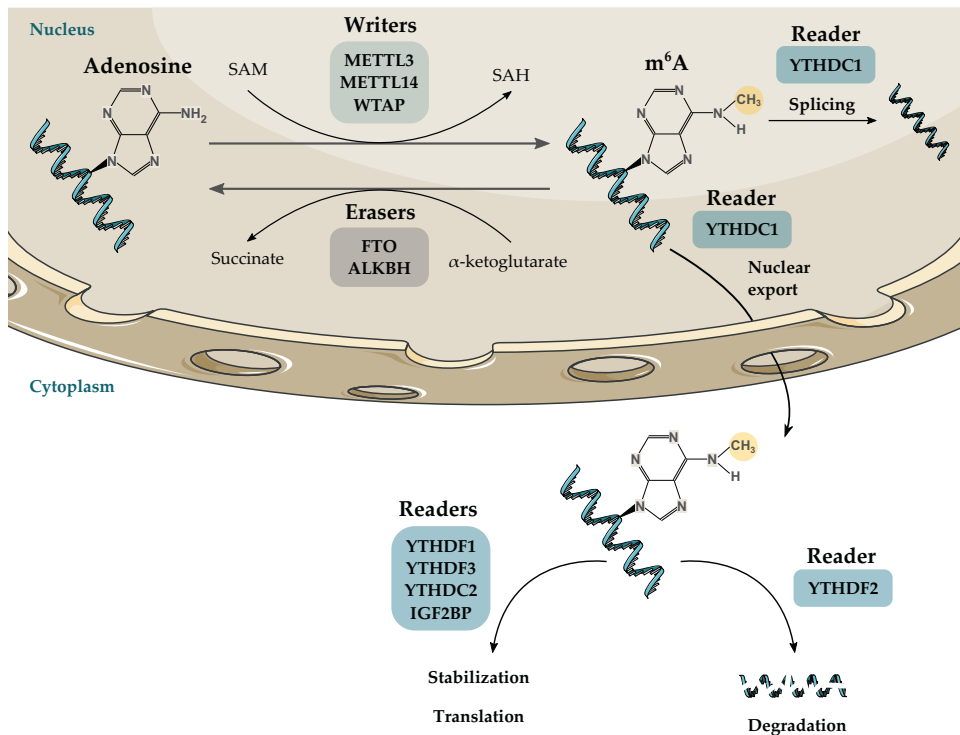 Nucleus
Adenosine
SAM
Writers
METTL3
METTL14
WTAP
SAH
m⁶A
Reader
YTHDC1
Splicing
N
N
N
N
NH₂
N
N
N
N
N
H
CH₃
Erasers
FTO
ALKBH
Succinate
α-ketoglutarate
Reader
YTHDC1
Nuclear
export
Cytoplasm
N
N
N
N
N
H
CH₃
Readers
YTHDF1
YTHDF3
YTHDC2
IGF2BP
Reader
YTHDF2
Stabilization
Translation
Degradation